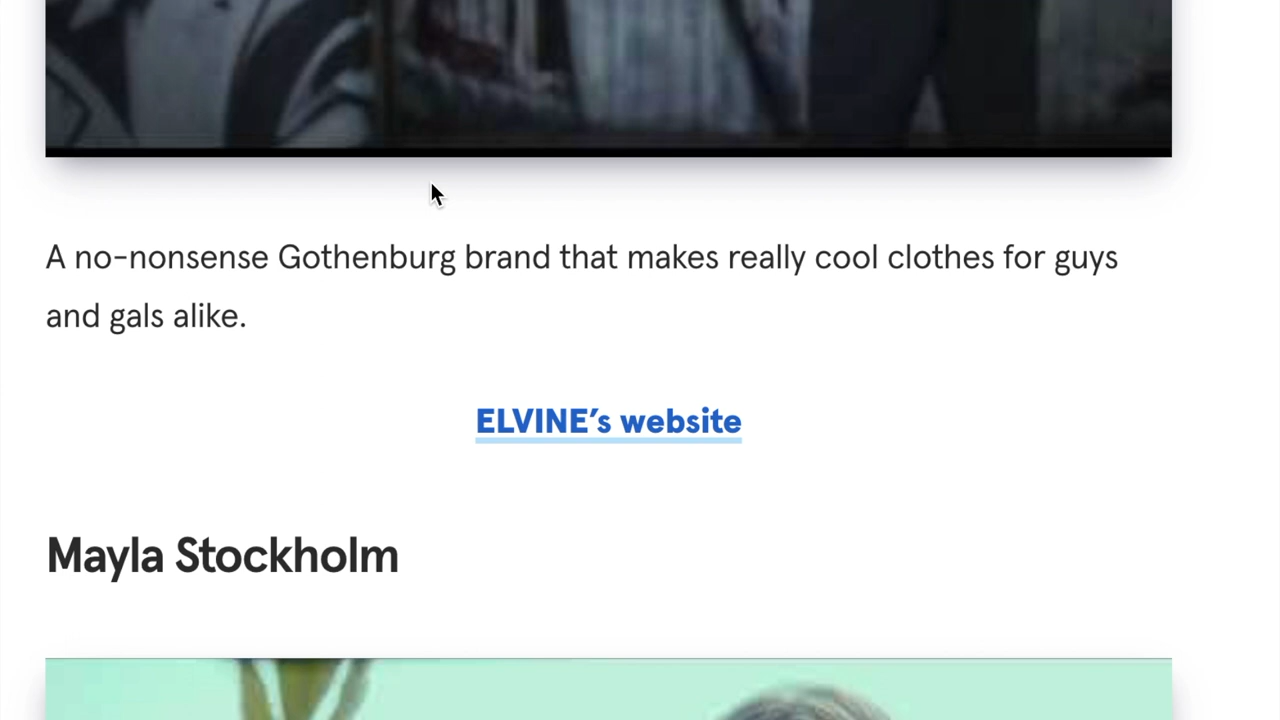 A no-nonsense Gothenburg brand that makes really cool clothes for guys
and gals alike.
ELVINE’s website
Mayla Stockholm